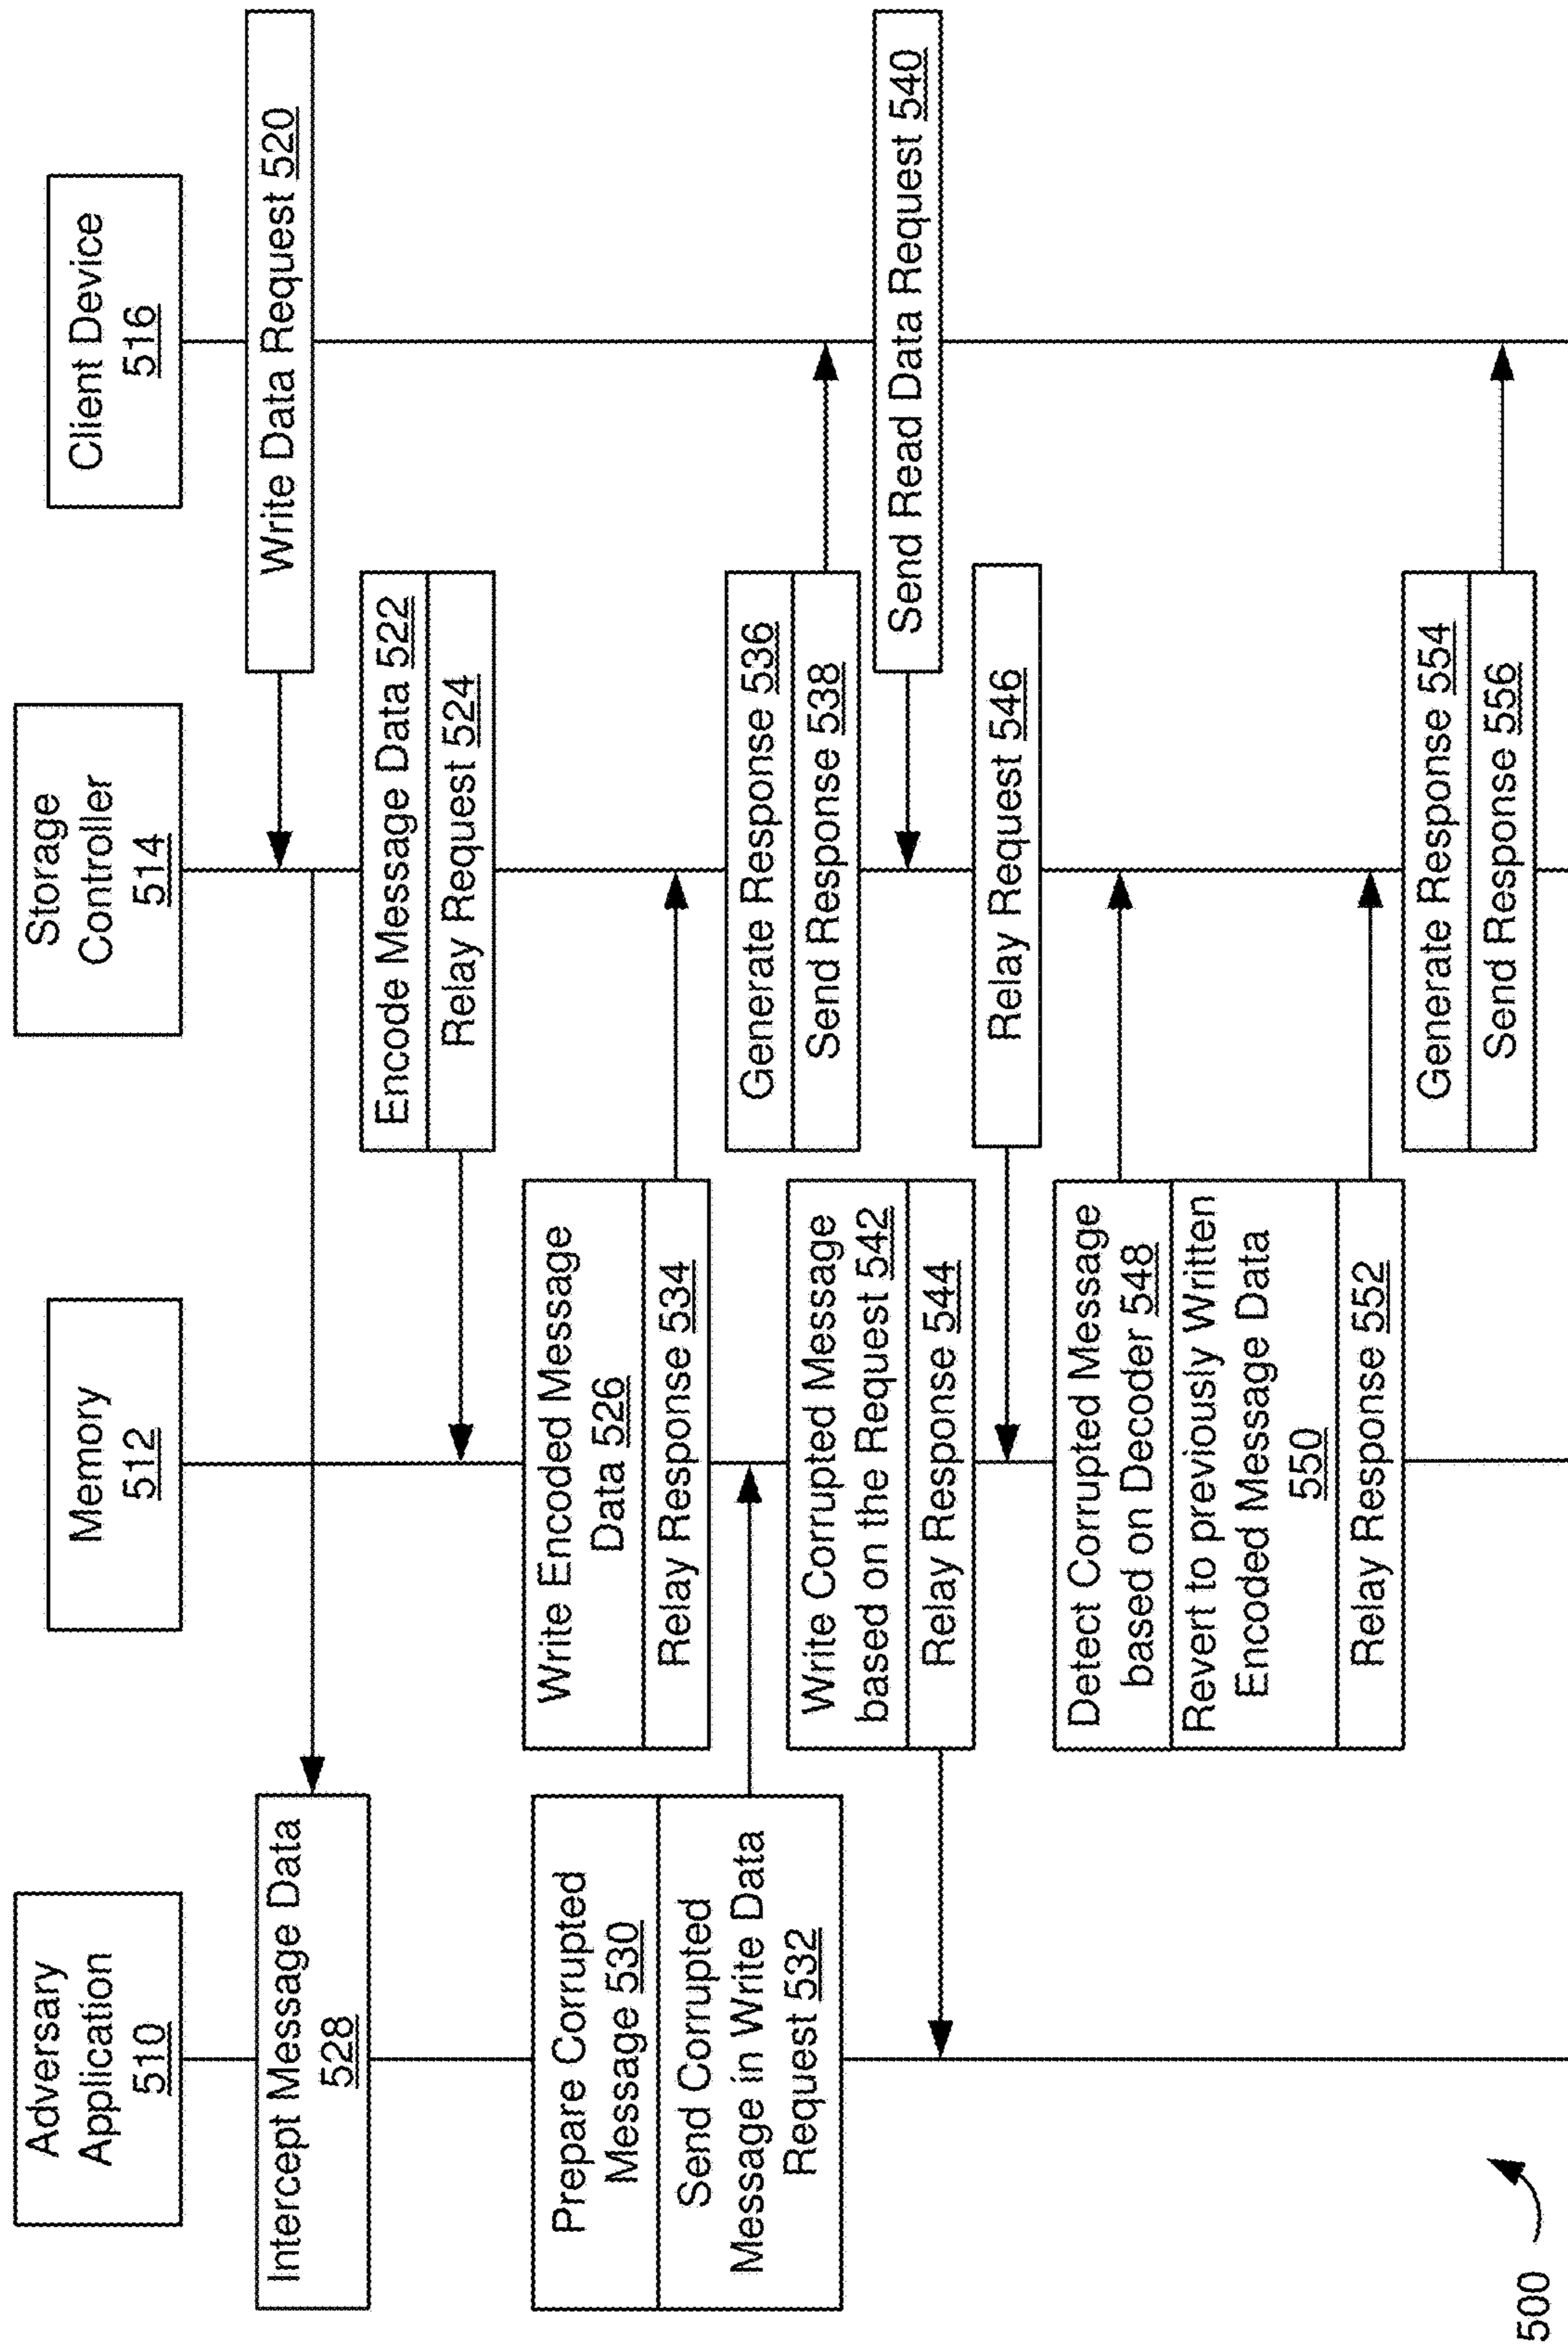 Adversary
Application
510
Memory
512
Storage
Controller
514
Client Device
516
Write Data Request 520
Intercept Message Data
528
Encode Message Data 522
Relay Request 524
Write Encoded Message
Data 526
Relay Response 534
Prepare Corrupted
Message 530
Send Corrupted
Message in Write Data
Request 532
Generate Response 536
Send Response 538
Write Corrupted Message
based on the Request 542
Relay Response 544
Send Read Data Request 540
Relay Request 546
Detect Corrupted Message
based on Decoder 548
Revert to previously Written
Encoded Message Data
550
Relay Response 552
Generate Response 554
Send Response 556
500